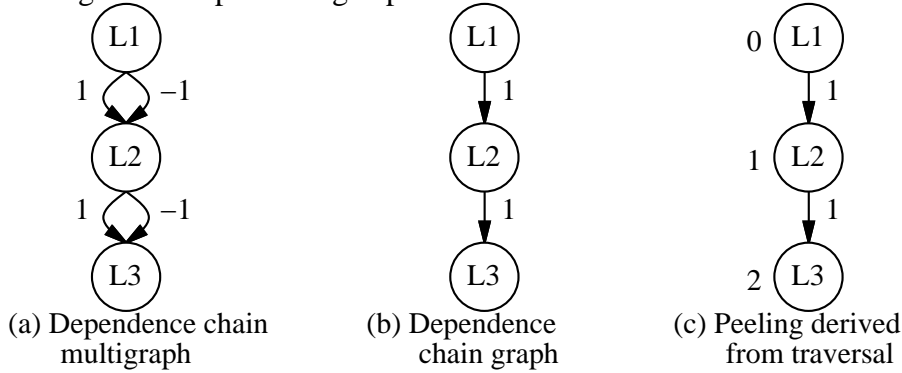 L1
1 –1
L2
1 –1
L3
(a) Dependence chain
multigraph
L1
1
L2
1
L3
(b) Dependence
chain graph
0 L1
1
1 L2
1
2 L3
(c) Peeling derived
from traversal